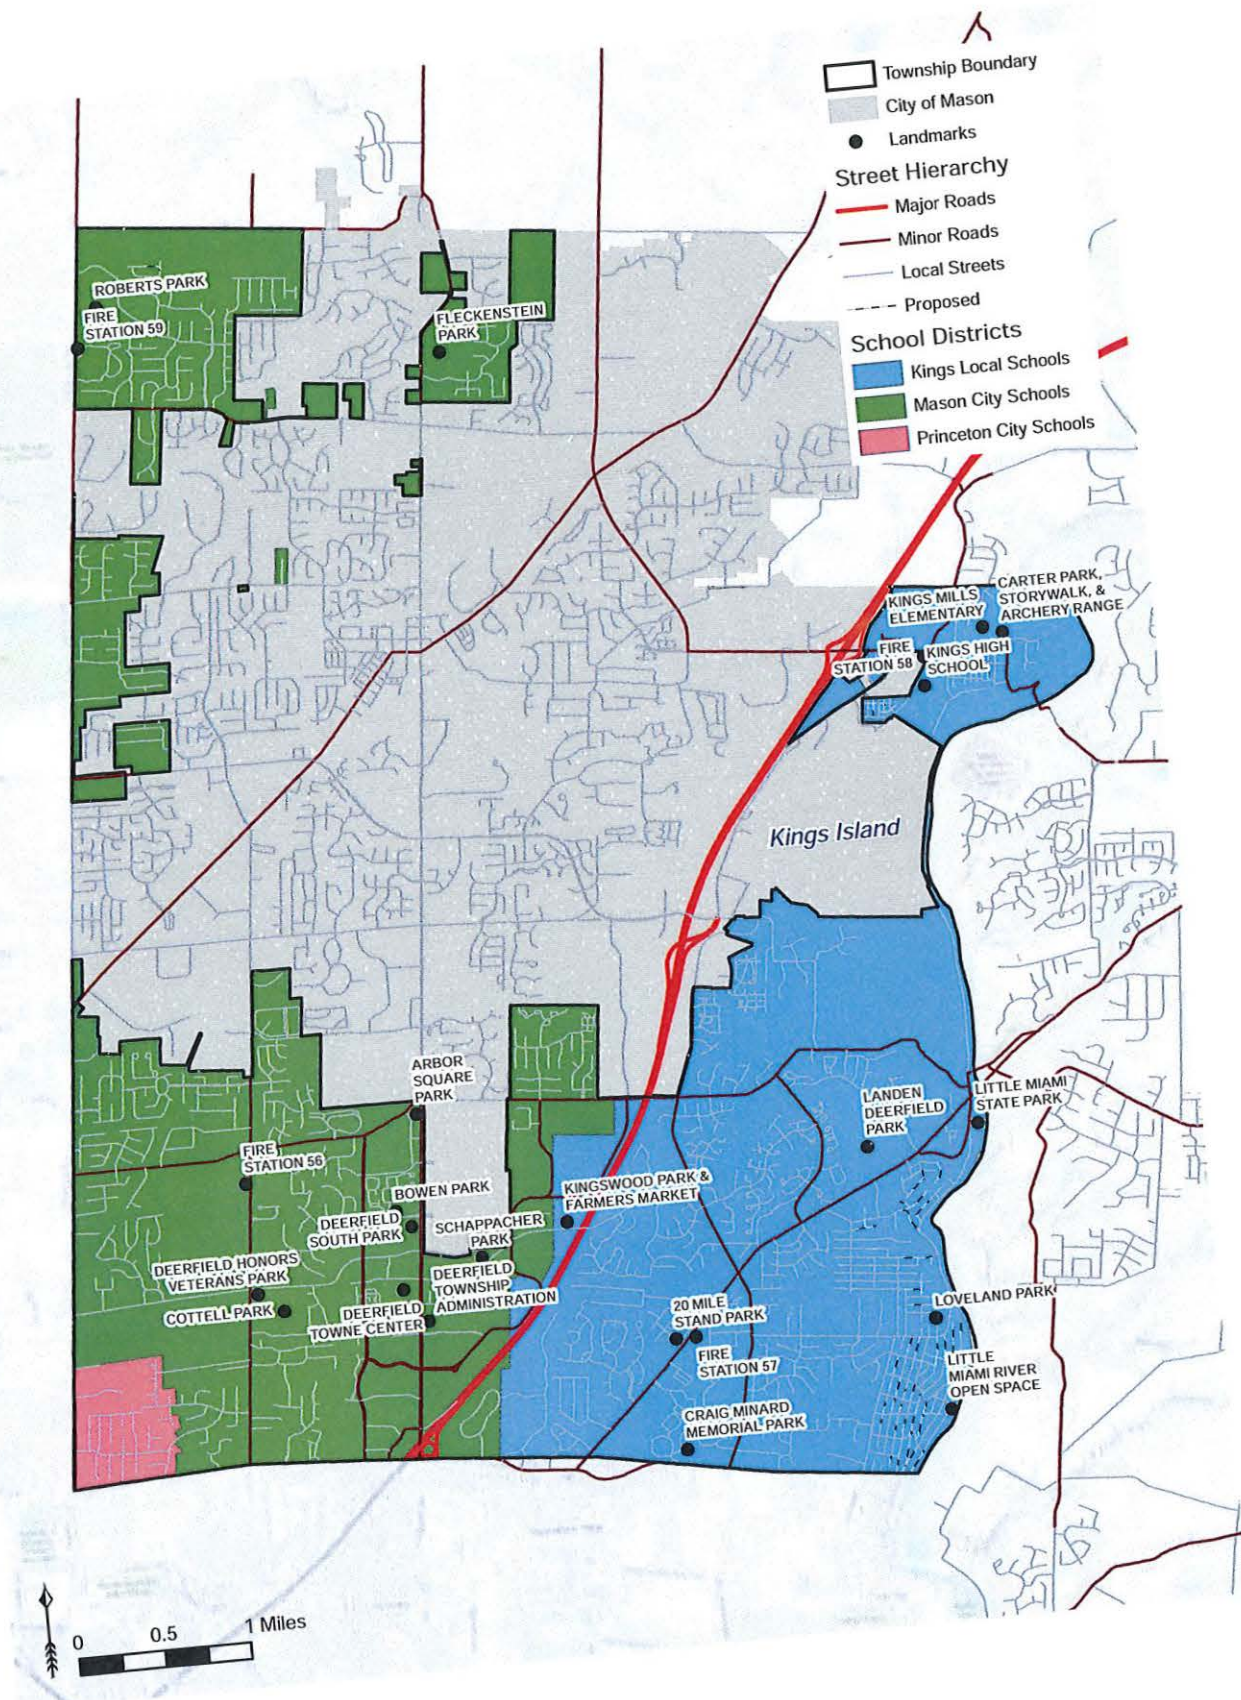 Township Boundary
City of Mason
Landmarks
Street Hierarchy
Major Roads
Minor Roads
Local Streets
Proposed
School Districts
Kings Local Schools
Mason City Schools
Princeton City Schools
ROBERTS PARK
FIRE
STATION 59
FLECKENSTEIN
PARK
KINGS MILLS
ELEMENTARY
CARTER PARK,
STORYWALK, &
ARCHERY RANGE
FIRE
STATION 58
KINGS HIGH
SCHOOL
Kings Island
ARBOR
SQUARE
PARK
LANDEN
DEERFIELD
PARK
LITTLE MIAMI
STATE PARK
FIRE
STATION 56
BOWEN PARK
KINGSWOOD PARK &
FARMERS MARKET
DEERFIELD
SOUTH PARK
SCHAPPACHER
PARK
DEERFIELD HONORS
VETERANS PARK
COTTELL PARK
DEERFIELD
TOWNSHIP
ADMINISTRATION
DEERFIELD
TOWNE CENTER
20 MILE
STAND PARK
FIRE
STATION 57
LOVELAND PARK
LITTLE
MIAMI RIVER
OPEN SPACE
CRAIG MINARD
MEMORIAL PARK
0 0.5 1 Miles